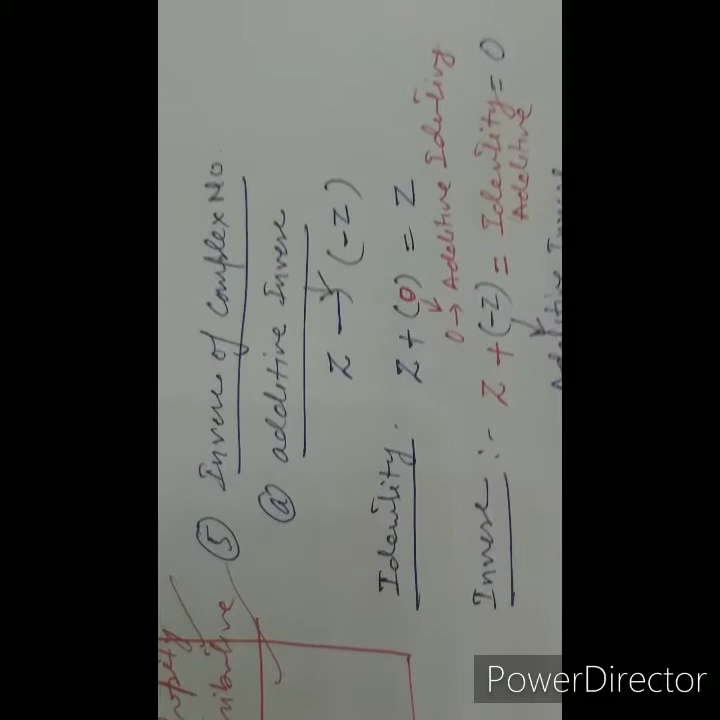 ⑤ Inverse of Complex No.
ⓐ additive Inverse
Z → (-Z)
Identity. Z + (0) = Z
0 → Additive Identity
Inverse :- Z + (-Z) = Identity = 0
Additive
PowerDirector